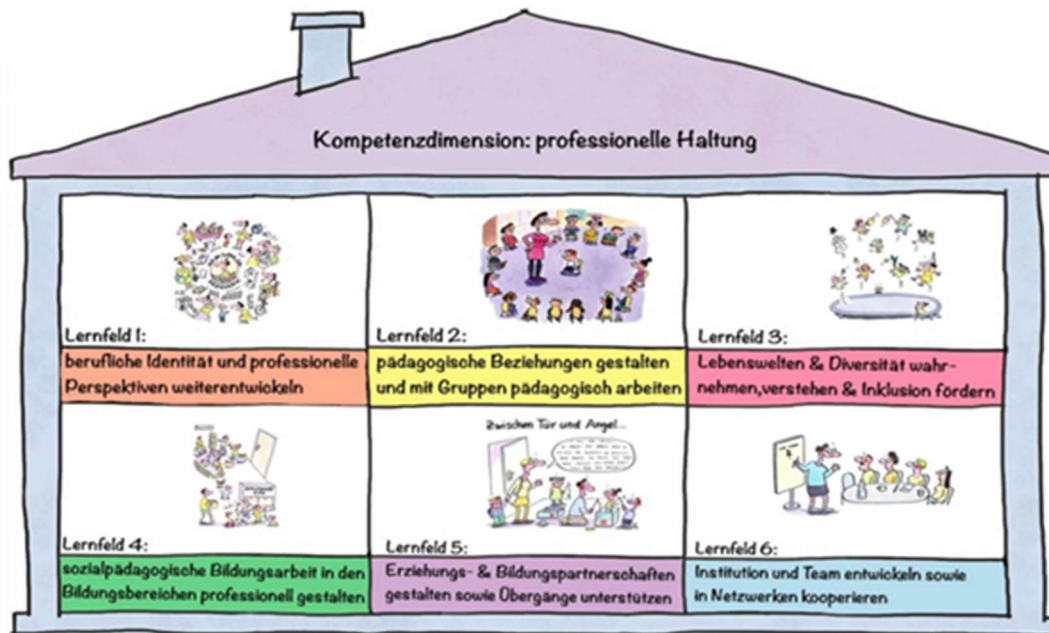 Kompetenzdimension: professionelle Haltung
Lernfeld 1:
berufliche Identität und professionelle
Perspektiven weiterentwickeln
Lernfeld 2:
pädagogische Beziehungen gestalten
und mit Gruppen pädagogisch arbeiten
Lernfeld 3:
Lebenswelten & Diversität wahr-
nehmen, verstehen & Inklusion fördern
Lernfeld 4:
sozialpädagogische Bildungsarbeit in den
Bildungsbereichen professionell gestalten
Zwischen Tür und Angel...
Lernfeld 5:
Erziehungs- & Bildungspartnerschaften
gestalten sowie Übergänge unterstützen
Lernfeld 6:
Institution und Team entwickeln sowie
in Netzwerken kooperieren